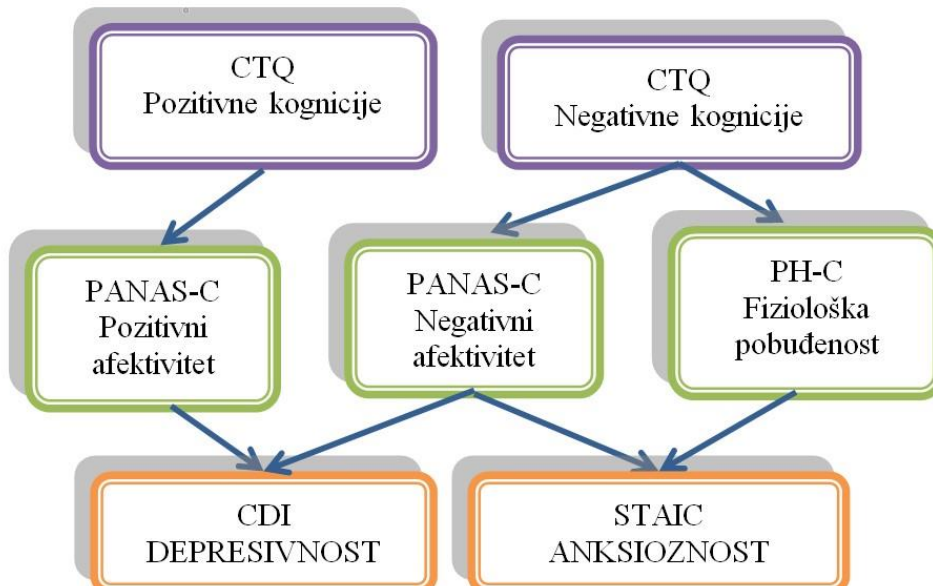 CTQ
Pozitivne kognicije
CTQ
Negativne kognicije
PANAS-C
Pozitivni
afektivitet
PANAS-C
Negativni
afektivitet
PH-C
Fiziološka
pobuđenost
CDI
DEPRESIVNOST
STAIC
ANKSIOZNOST